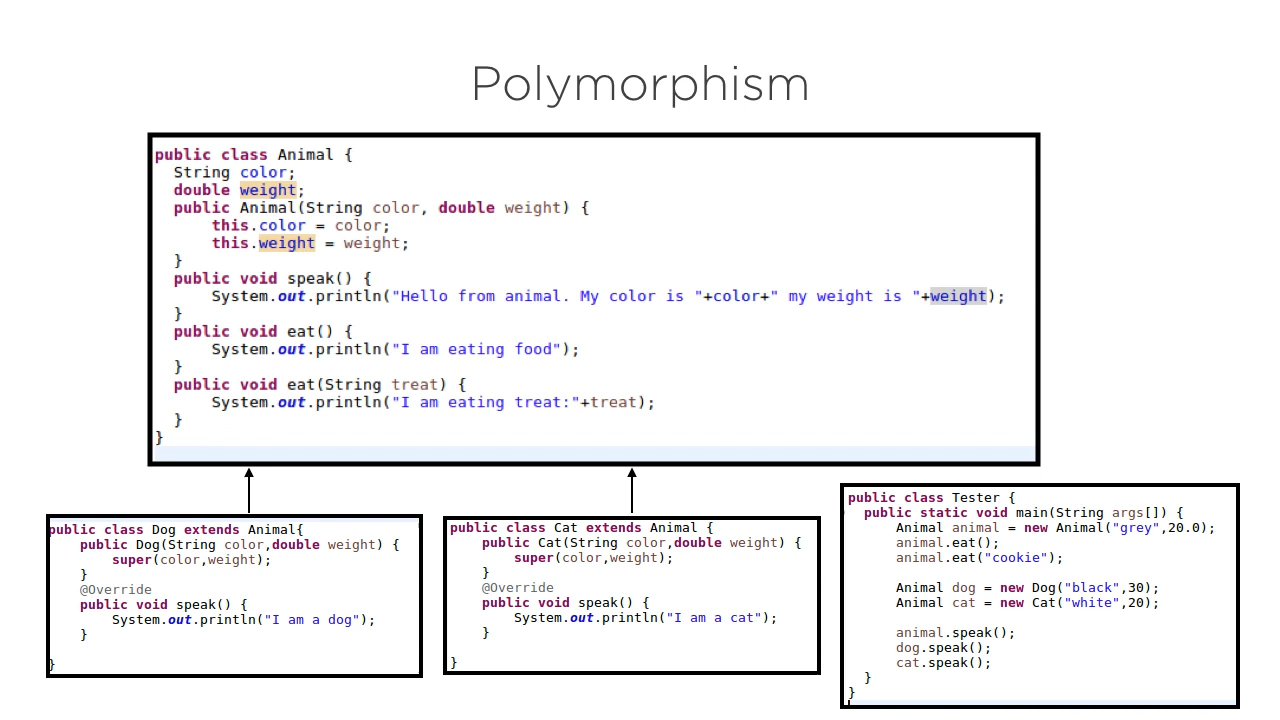 Polymorphism
public class Animal {
String color;
double weight;
public Animal(String color, double weight) {
this.color = color;
this.weight = weight;
}
public void speak() {
System.out.println("Hello from animal. My color is "+color+" my weight is "+weight);
}
public void eat() {
System.out.println("I am eating food");
}
public void eat(String treat) {
System.out.println("I am eating treat:"+treat);
}
}
public class Dog extends Animal{
public Dog(String color,double weight) {
super(color,weight);
}
@Override
public void speak() {
System.out.println("I am a dog");
}
}
public class Cat extends Animal {
public Cat(String color,double weight) {
super(color,weight);
}
@Override
public void speak() {
System.out.println("I am a cat");
}
}
public class Tester {
public static void main(String args[]) {
Animal animal = new Animal("grey",20.0);
animal.eat();
animal.eat("cookie");
Animal dog = new Dog("black",30);
Animal cat = new Cat("white",20);
animal.speak();
dog.speak();
cat.speak();
}
}